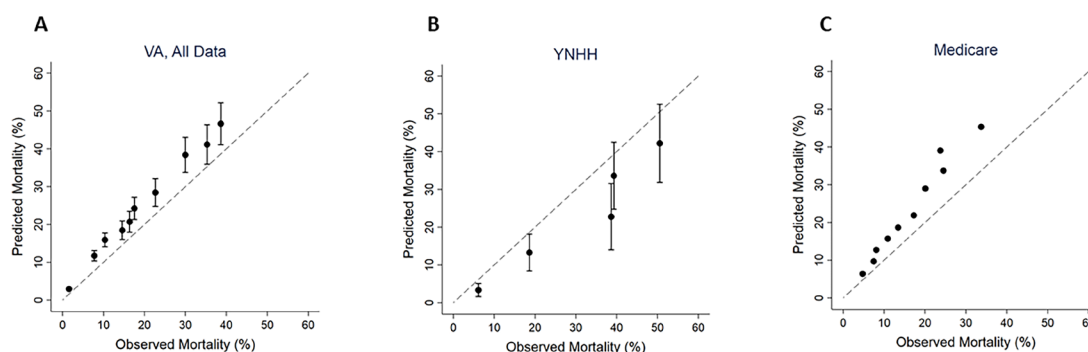 A
VA, All Data
Predicted Mortality (%)
60
50
40
30
20
10
0
0 10 20 30 40 50 60
Observed Mortality (%)
B
YNHH
Predicted Mortality (%)
60
50
40
30
20
10
0
0 10 20 30 40 50 60
Observed Mortality (%)
C
Medicare
Predicted Mortality (%)
60
50
40
30
20
10
0
0 10 20 30 40 50 60
Observed Mortality (%)